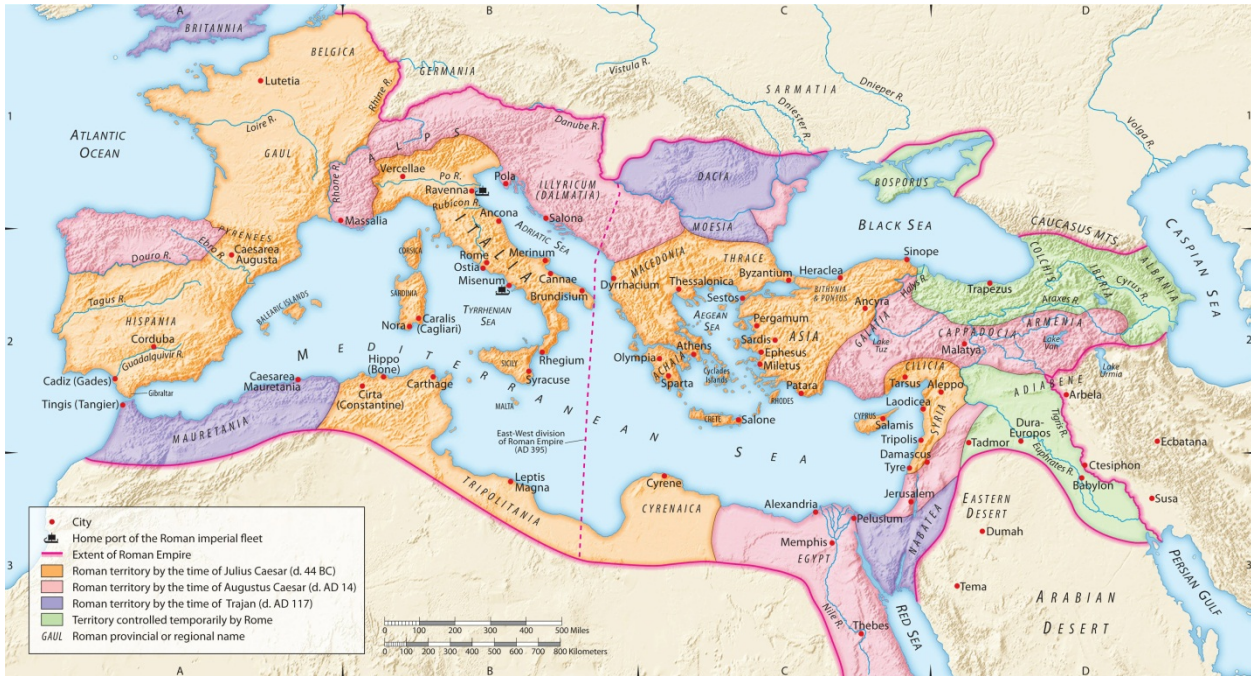 A
B
C
D
BRITANNIA
BELGICA
Lutetia
GERMANIA
Vistula R.
Dnieper R.
SARMATIA
Dniester R.
Volga R.
1
1
ATLANTIC
OCEAN
Loire R.
Rhine R.
GAUL
ALPS
Danube R.
Rhone R.
Vercellae
Po R.
Pola
Ravenna
Rubicon R.
ILLYRICUM
(DALMATIA)
DACIA
BOSPORUS
Massalia
Ancona
Salona
ADRIATIC SEA
MOESIA
BLACK SEA
CAUCASUS MTS.
CASPIAN SEA
PYRENEES
Ebro R.
Caesarea
Augusta
Douro R.
CORSICA
ITALIA
Rome
Ostia
Misenum
Merinum
Cannae
Brundisium
MACEDONIA
THRACE
Dyrrhacium
Thessalonica
Byzantium
Heraclea
Sinope
BITHYNIA
& PONTUS
Halys R.
COLCHIS
IBERIA
ALBANIA
Cyrus R.
Trapezus
Araxes R.
Tagus R.
HISPANIA
BALEARIC ISLANDS
SARDINIA
Nora
Caralis
(Cagliari)
TYRRHENIAN
SEA
Sestos
AEGEAN
SEA
Pergamum
Ancyra
GALATIA
CAPPADOCIA
ARMENIA
Corduba
Guadalquivir R.
Sardis
ASIA
Lake
Tuz
Malatya
Lake
Van
2
2
Rhegium
Olympia
Athens
ACHAIA
Ephesus
Miletus
Sparta
Cyclades
Islands
Lake
Urmia
Cadiz (Gades)
Gibraltar
Tingis (Tangier)
Caesarea
Mauretania
Hippo
(Bone)
Cirta
(Constantine)
Carthage
SICILY
Syracuse
MALTA
Patara
RHODES
CILICIA
Tarsus
Aleppo
ADIABENE
Arbela
MAURETANIA
MEDITERRANEAN SEA
CRETE
Salone
CYPRUS
Salamis
Laodicea
SYRIA
Tripolis
Damascus
Tyre
Tadmor
Dura-
Europos
Tigris R.
Euphrates R.
Ecbatana
Ctesiphon
Babylon
Susa
East-West division
of Roman Empire
(AD 395)
Leptis
Magna
TRIPOLITANIA
Cyrene
CYRENAICA
Alexandria
Pelusium
Jerusalem
NABATEA
EASTERN
DESERT
Dumah
Memphis
EGYPT
Nile R.
Thebes
RED SEA
Tema
ARABIAN
DESERT
PERSIAN GULF
3
3
City
Home port of the Roman imperial fleet
Extent of Roman Empire
Roman territory by the time of Julius Caesar (d. 44 BC)
Roman territory by the time of Augustus Caesar (d. AD 14)
Roman territory by the time of Trajan (d. AD 117)
Territory controlled temporarily by Rome
GAUL Roman provincial or regional name
0 100 200 300 400 500 Miles
0 100 200 300 400 500 600 700 800 Kilometers
A
B
C
D